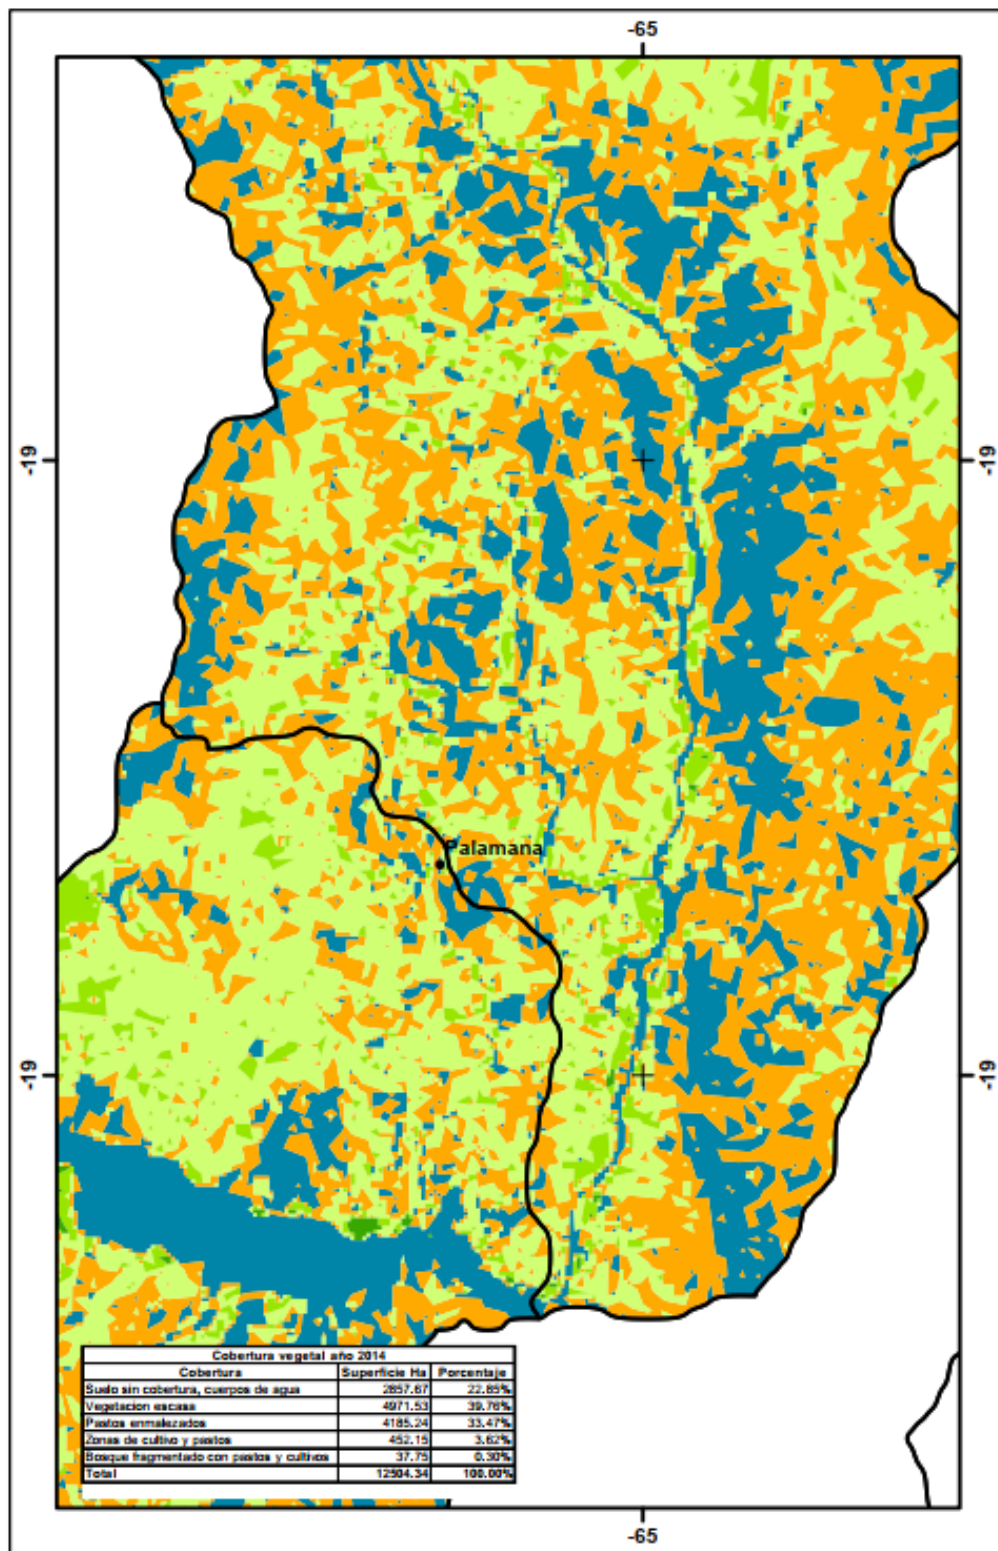 -65
-19
-19
Palamana
-19
-19
Cobertura vegetal año 2014
Cobertura Superficie Ha Porcentaje
Suelo sin cobertura, cuerpos de agua 2857.67 22.85%
Vegetacion escasa 4971.53 39.76%
Pastos enmalezados 4185.24 33.47%
Zonas de cultivo y pastos 452.15 3.62%
Bosque fragmentado con pastos y cultivos 37.75 0.30%
Total 12504.34 100.00%
-65